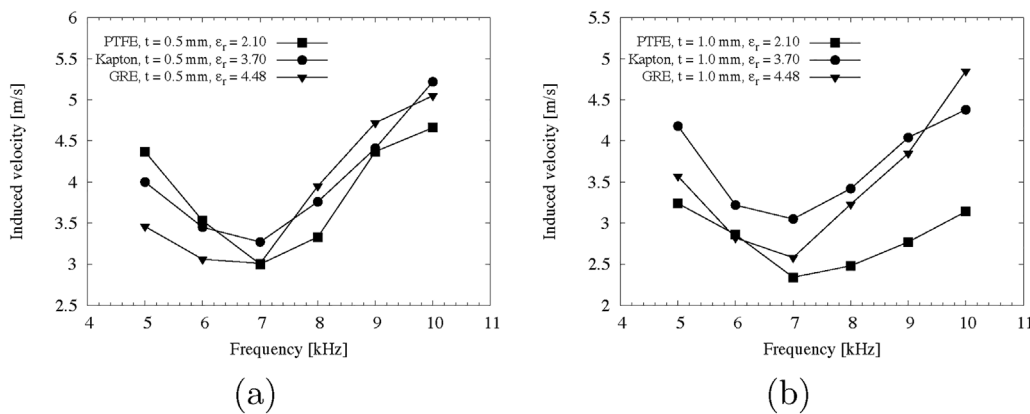 6
5.5
5
4.5
4
3.5
3
2.5
Induced velocity [m/s]
PTFE, t = 0.5 mm, εr = 2.10
Kapton, t = 0.5 mm, εr = 3.70
GRE, t = 0.5 mm, εr = 4.48
4 5 6 7 8 9 10 11
Frequency [kHz]
(a)
5.5
5
4.5
4
3.5
3
2.5
2
Induced velocity [m/s]
PTFE, t = 1.0 mm, εr = 2.10
Kapton, t = 1.0 mm, εr = 3.70
GRE, t = 1.0 mm, εr = 4.48
4 5 6 7 8 9 10 11
Frequency [kHz]
(b)